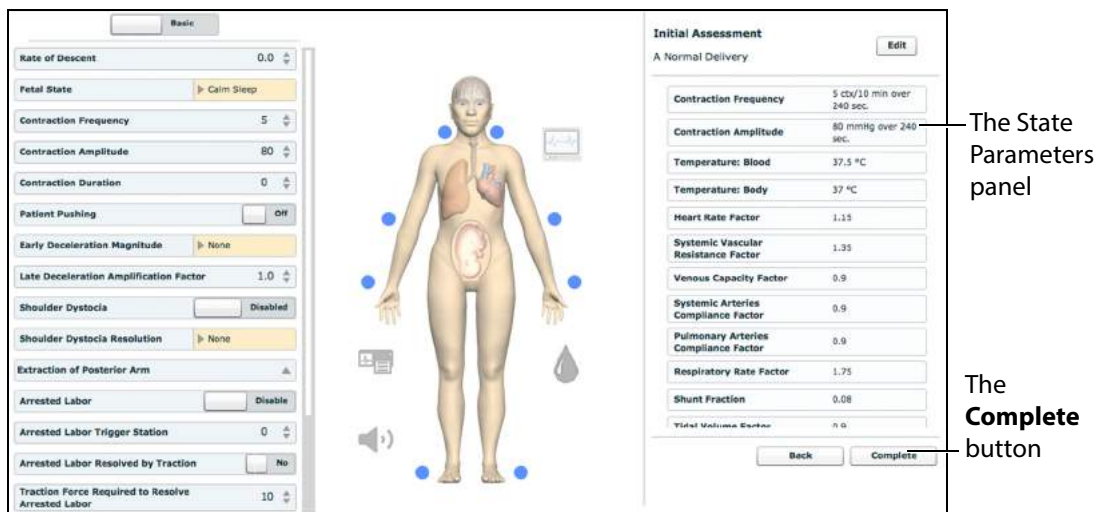 Basic
Rate of Descent 0.0
Fetal State Calm Sleep
Contraction Frequency 5
Contraction Amplitude 80
Contraction Duration 0
Patient Pushing Off
Early Deceleration Magnitude None
Late Deceleration Amplification Factor 1.0
Shoulder Dystocia Disabled
Shoulder Dystocia Resolution None
Extraction of Posterior Arm
Arrested Labor Disable
Arrested Labor Trigger Station 0
Arrested Labor Resolved by Traction No
Traction Force Required to Resolve
Arrested Labor 10
Initial Assessment
Edit
A Normal Delivery
Contraction Frequency 5 ctx/10 min over
240 sec.
Contraction Amplitude 80 mmHg over 240
sec.
Temperature: Blood 37.5 °C
Temperature: Body 37 °C
Heart Rate Factor 1.15
Systemic Vascular
Resistance Factor 1.35
Venous Capacity Factor 0.9
Systemic Arteries
Compliance Factor 0.9
Pulmonary Arteries
Compliance Factor 0.9
Respiratory Rate Factor 1.75
Shunt Fraction 0.08
Tidal Volume Factor 0.9
Back Complete
The State
Parameters
panel
The
Complete
button